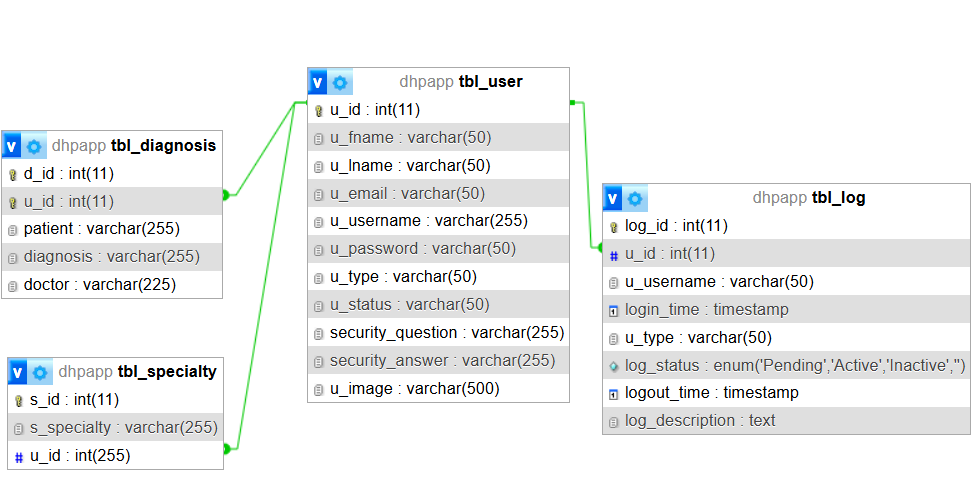 v dhpapp tbl_diagnosis
d_id : int(11)
u_id : int(11)
patient : varchar(255)
diagnosis : varchar(255)
doctor : varchar(225)
v dhpapp tbl_specialty
s_id : int(11)
s_specialty : varchar(255)
# u_id : int(255)
v dhpapp tbl_user
u_id : int(11)
u_fname : varchar(50)
u_lname : varchar(50)
u_email : varchar(50)
u_username : varchar(255)
u_password : varchar(50)
u_type : varchar(50)
u_status : varchar(50)
security_question : varchar(255)
security_answer : varchar(255)
u_image : varchar(500)
v dhpapp tbl_log
log_id : int(11)
# u_id : int(11)
u_username : varchar(50)
login_time : timestamp
u_type : varchar(50)
log_status : enum('Pending','Active','Inactive','')
logout_time : timestamp
log_description : text